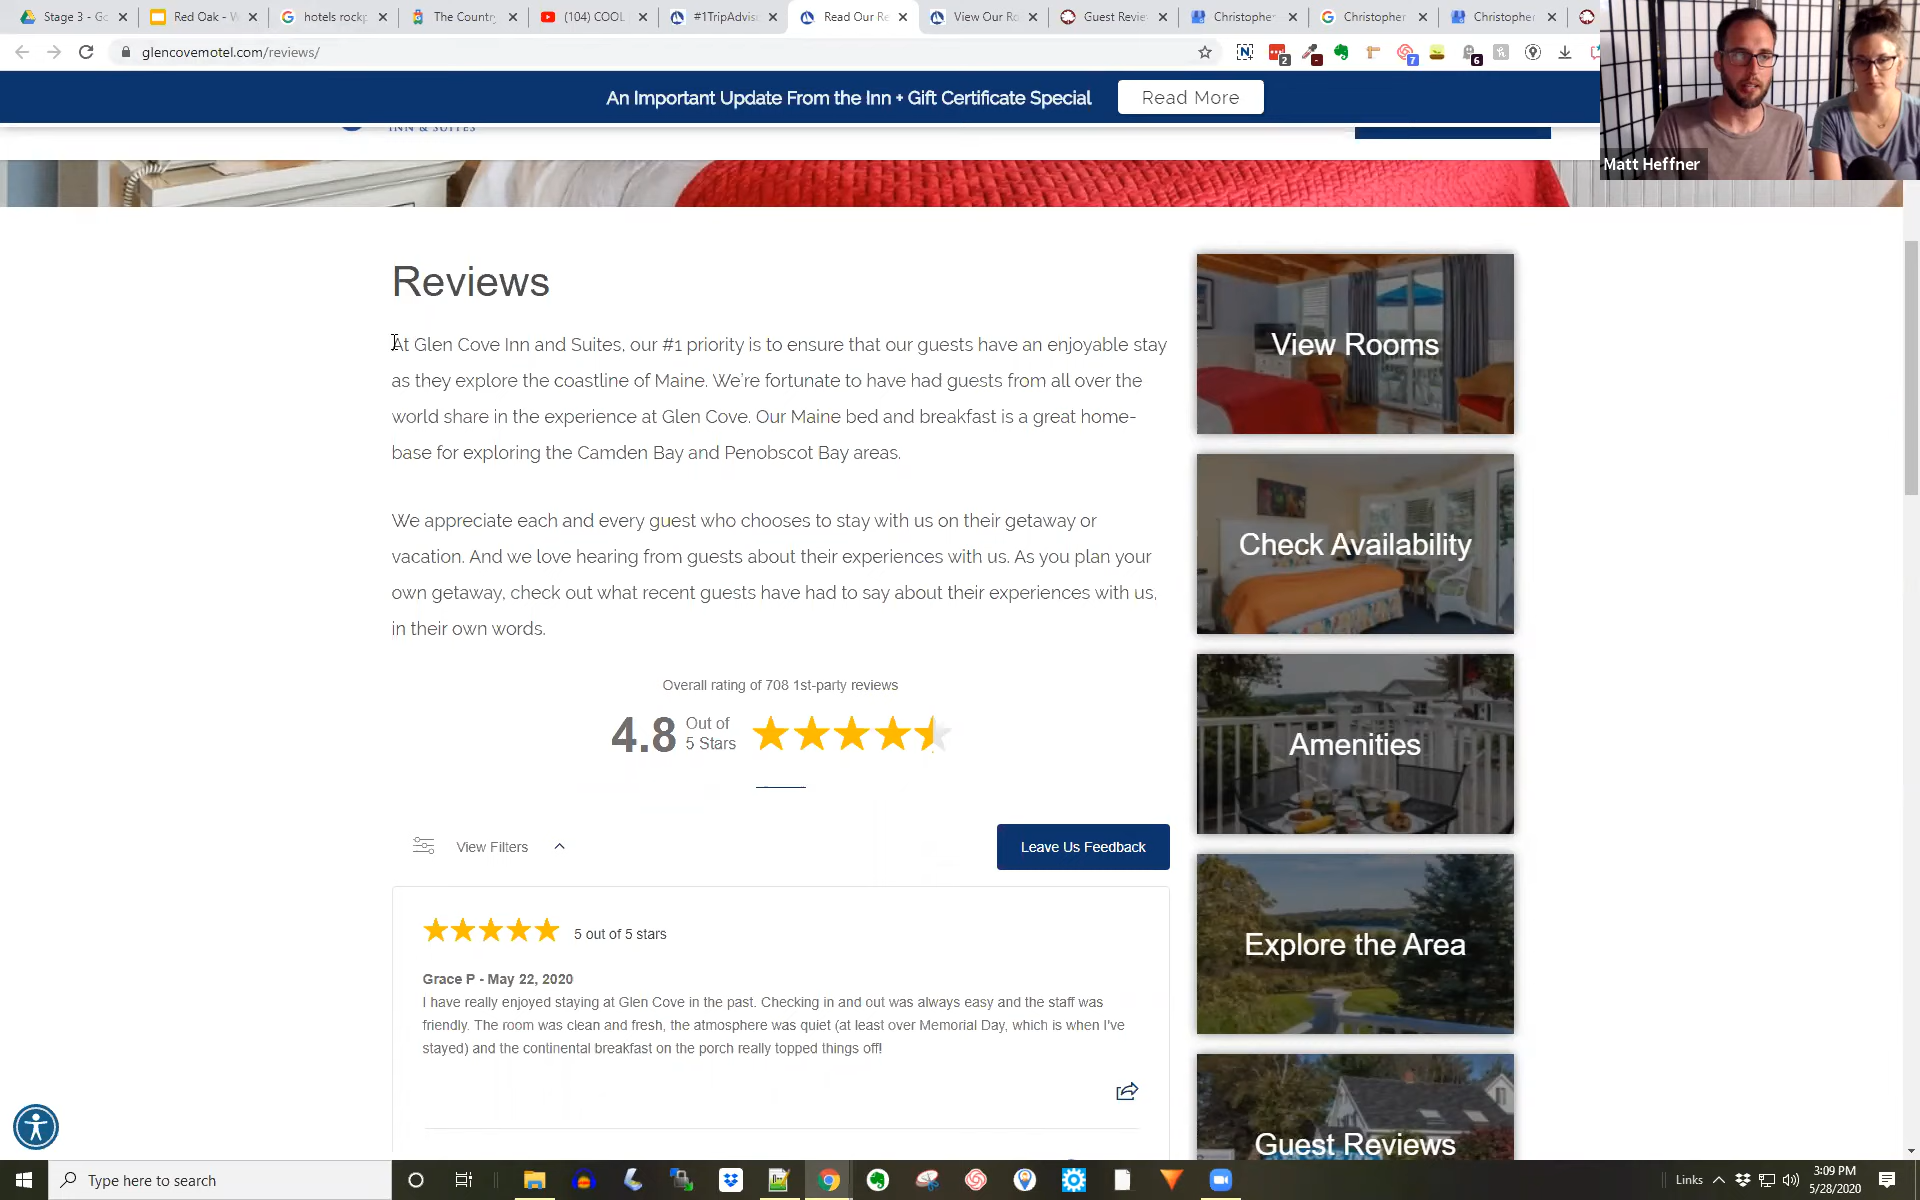 Stage 3 - Go
Red Oak - W
hotels rockp
The Country
(104) COOL
#1TripAdvis
Read Our Re
View Our Ro
Guest Revie
Christopher
Christopher
Christopher
glencovemotel.com/reviews/
An Important Update From the Inn + Gift Certificate Special
Read More
INN & SUITES
Matt Heffner
Reviews
At Glen Cove Inn and Suites, our #1 priority is to ensure that our guests have an enjoyable stay
as they explore the coastline of Maine. We're fortunate to have had guests from all over the
world share in the experience at Glen Cove. Our Maine bed and breakfast is a great home-
base for exploring the Camden Bay and Penobscot Bay areas.
We appreciate each and every guest who chooses to stay with us on their getaway or
vacation. And we love hearing from guests about their experiences with us. As you plan your
own getaway, check out what recent guests have had to say about their experiences with us,
in their own words.
Overall rating of 708 1st-party reviews
4.8
Out of
5 Stars
View Filters
Leave Us Feedback
5 out of 5 stars
Grace P - May 22, 2020
I have really enjoyed staying at Glen Cove in the past. Checking in and out was always easy and the staff was
friendly. The room was clean and fresh, the atmosphere was quiet (at least over Memorial Day, which is when I've
stayed) and the continental breakfast on the porch really topped things off!
View Rooms
Check Availability
Amenities
Explore the Area
Guest Reviews
Type here to search
Links
3:09 PM
5/28/2020